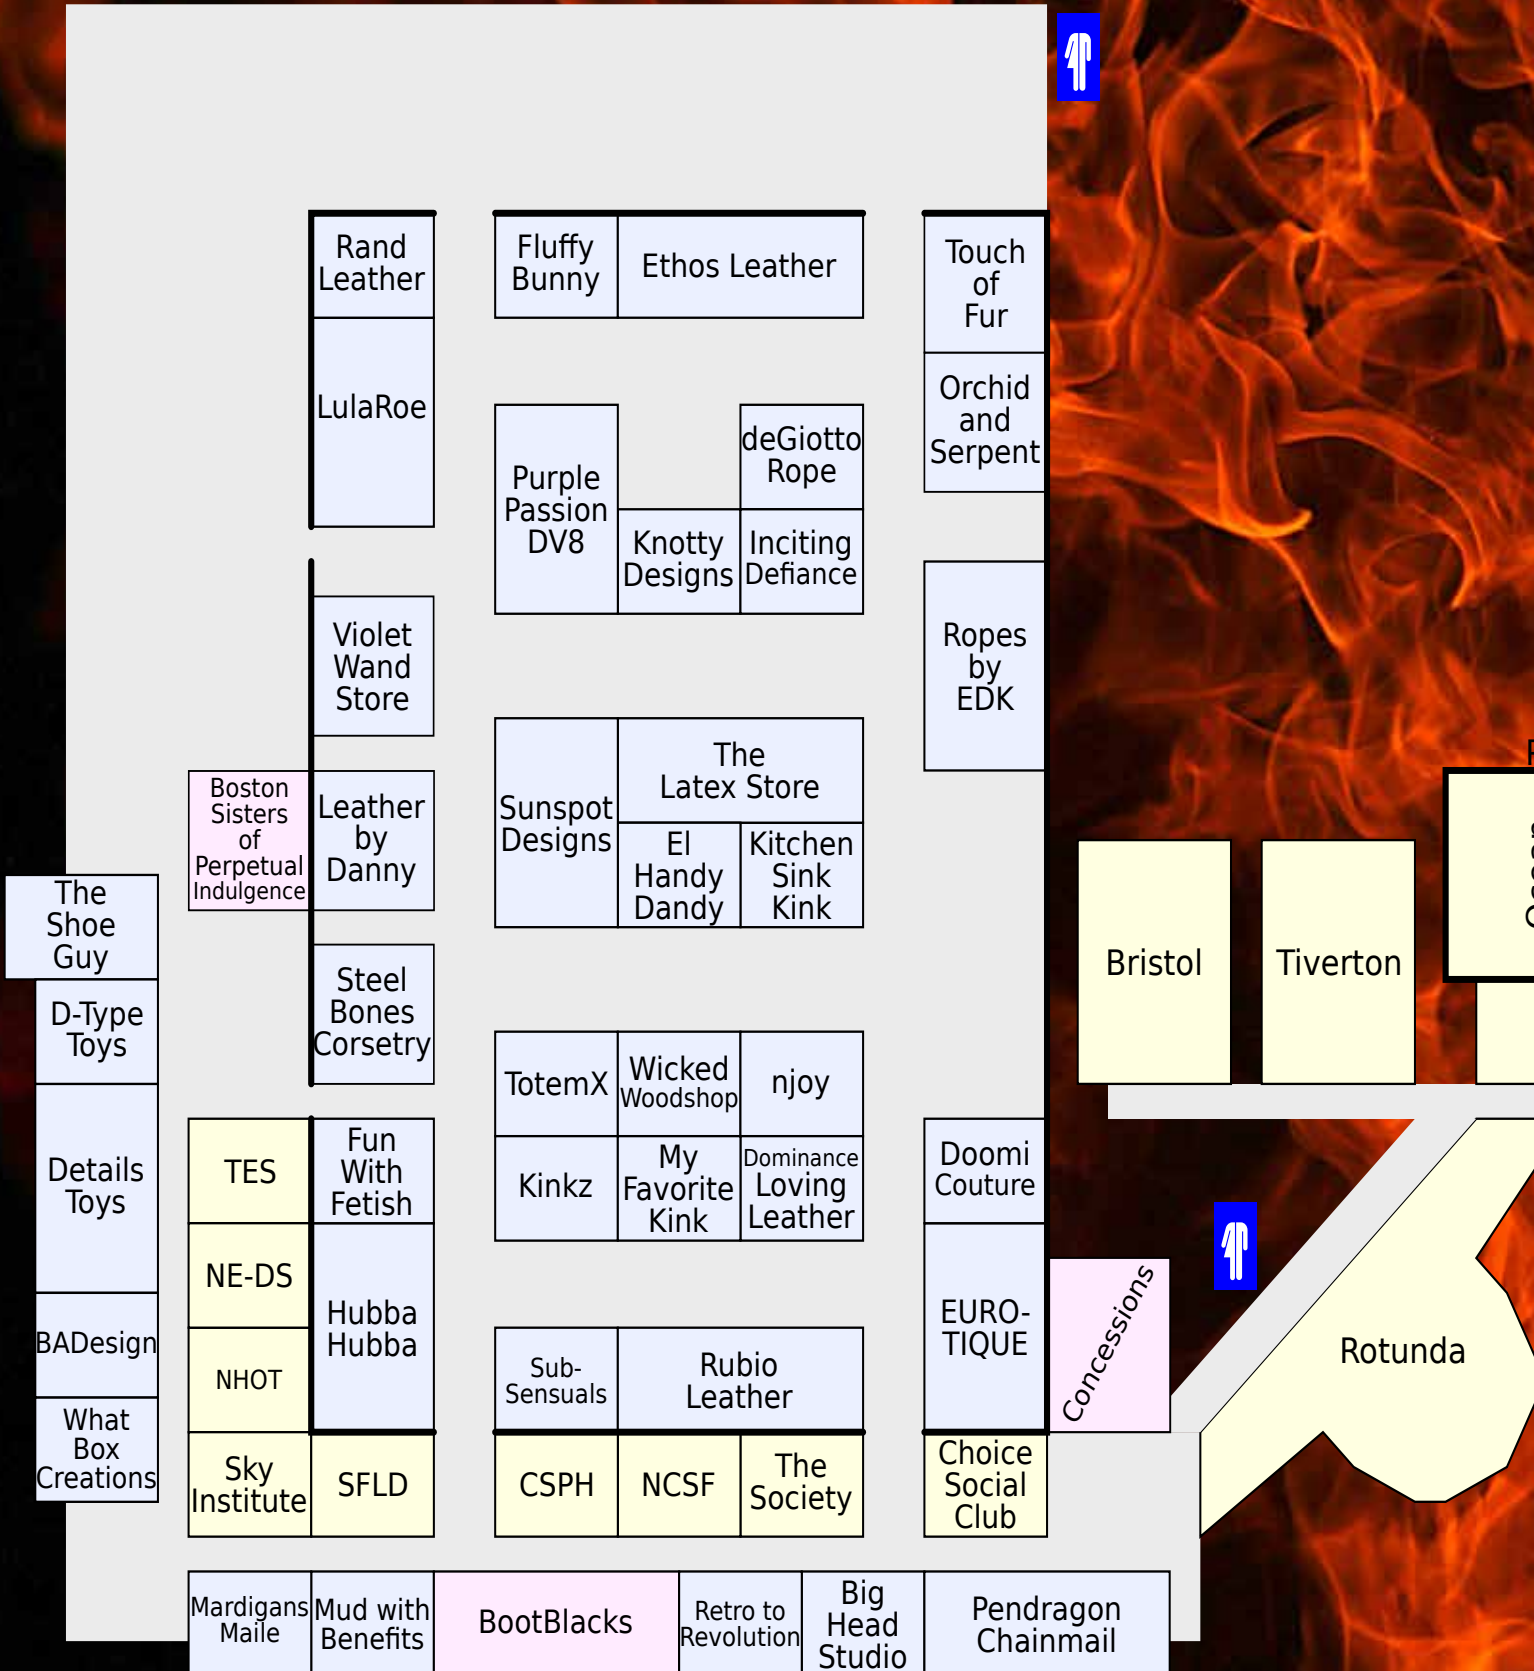 Rand
Leather
Fluffy
Bunny
Ethos Leather
Touch
of
Fur
LulaRoe
Orchid
and
Serpent
Purple
Passion
DV8
deGiotto
Rope
Knotty
Designs
Inciting
Defiance
Violet
Wand
Store
Ropes
by
EDK
Boston
Sisters
of
Perpetual
Indulgence
Leather
by
Danny
Sunspot
Designs
The
Latex Store
El
Handy
Dandy
Kitchen
Sink
Kink
The
Shoe
Guy
Bristol
Tiverton
D-Type
Toys
Steel
Bones
Corsetry
TotemX
Wicked
Woodshop
njoy
Details
Toys
TES
Fun
With
Fetish
Kinkz
My
Favorite
Kink
Dominance
Loving
Leather
Doomi
Couture
NE-DS
Hubba
Hubba
EURO-
TIQUE
Concessions
Rotunda
BADesign
NHOT
Sub-
Sensuals
Rubio
Leather
What
Box
Creations
Sky
Institute
SFLD
CSPH
NCSF
The
Society
Choice
Social
Club
Mardigans
Maile
Mud with
Benefits
BootBlacks
Retro to
Revolution
Big
Head
Studio
Pendragon
Chainmail